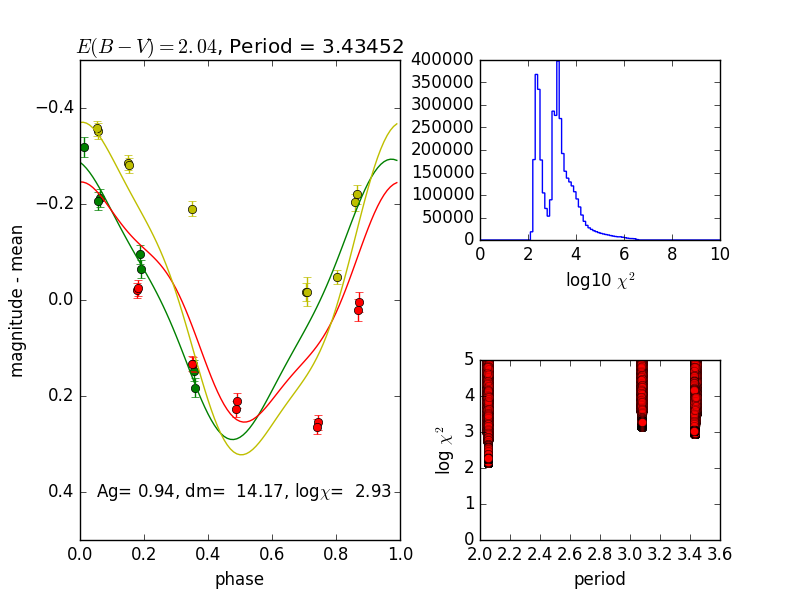 E(B − V) = 2.04, Period = 3.43452
−0.4
−0.2
0.0
0.2
0.4
magnitude - mean
0.0 0.2 0.4 0.6 0.8 1.0
phase
Ag= 0.94, dm= 14.17, logχ= 2.93
400000
350000
300000
250000
200000
150000
100000
50000
0
0 2 4 6 8 10
log10 χ²
5
4
3
2
1
0
log χ²
2.0 2.2 2.4 2.6 2.8 3.0 3.2 3.4 3.6
period